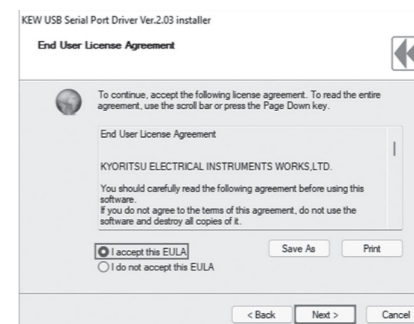 KEW USB Serial Port Driver Ver.2.03 installer
End User License Agreement
To continue, accept the following license agreement. To read the entire
agreement, use the scroll bar or press the Page Down key.
End User License Agreement
KYORITSU ELECTRICAL INSTRUMENTS WORKS,LTD.
You should carefully read the following agreement before using this
software.
If you do not agree to the terms of this agreement, do not use the
software and destroy all copies of it.
I accept this EULA
Save As
Print
I do not accept this EULA
< Back
Next >
Cancel